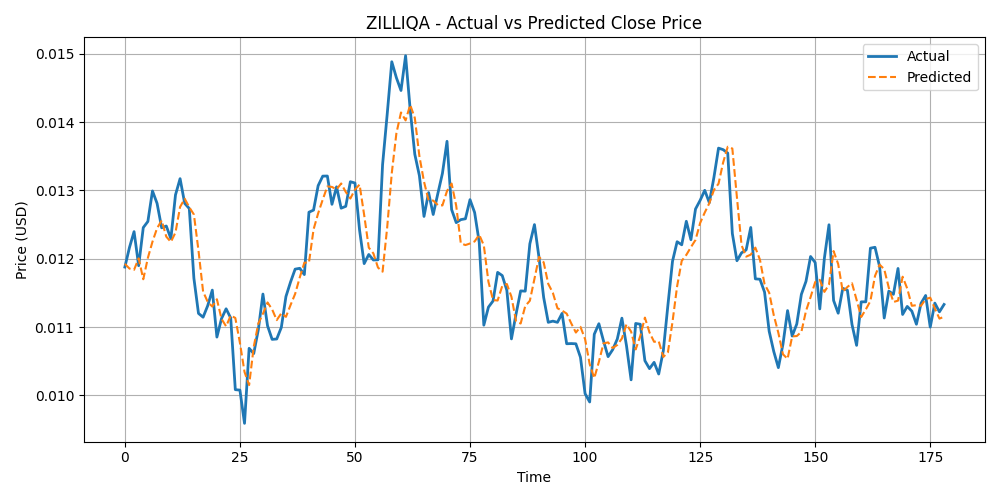 ZILLIQA - Actual vs Predicted Close Price
Actual
Predicted
0.015
0.014
0.013
0.012
0.011
0.010
Price (USD)
0 25 50 75 100 125 150 175
Time